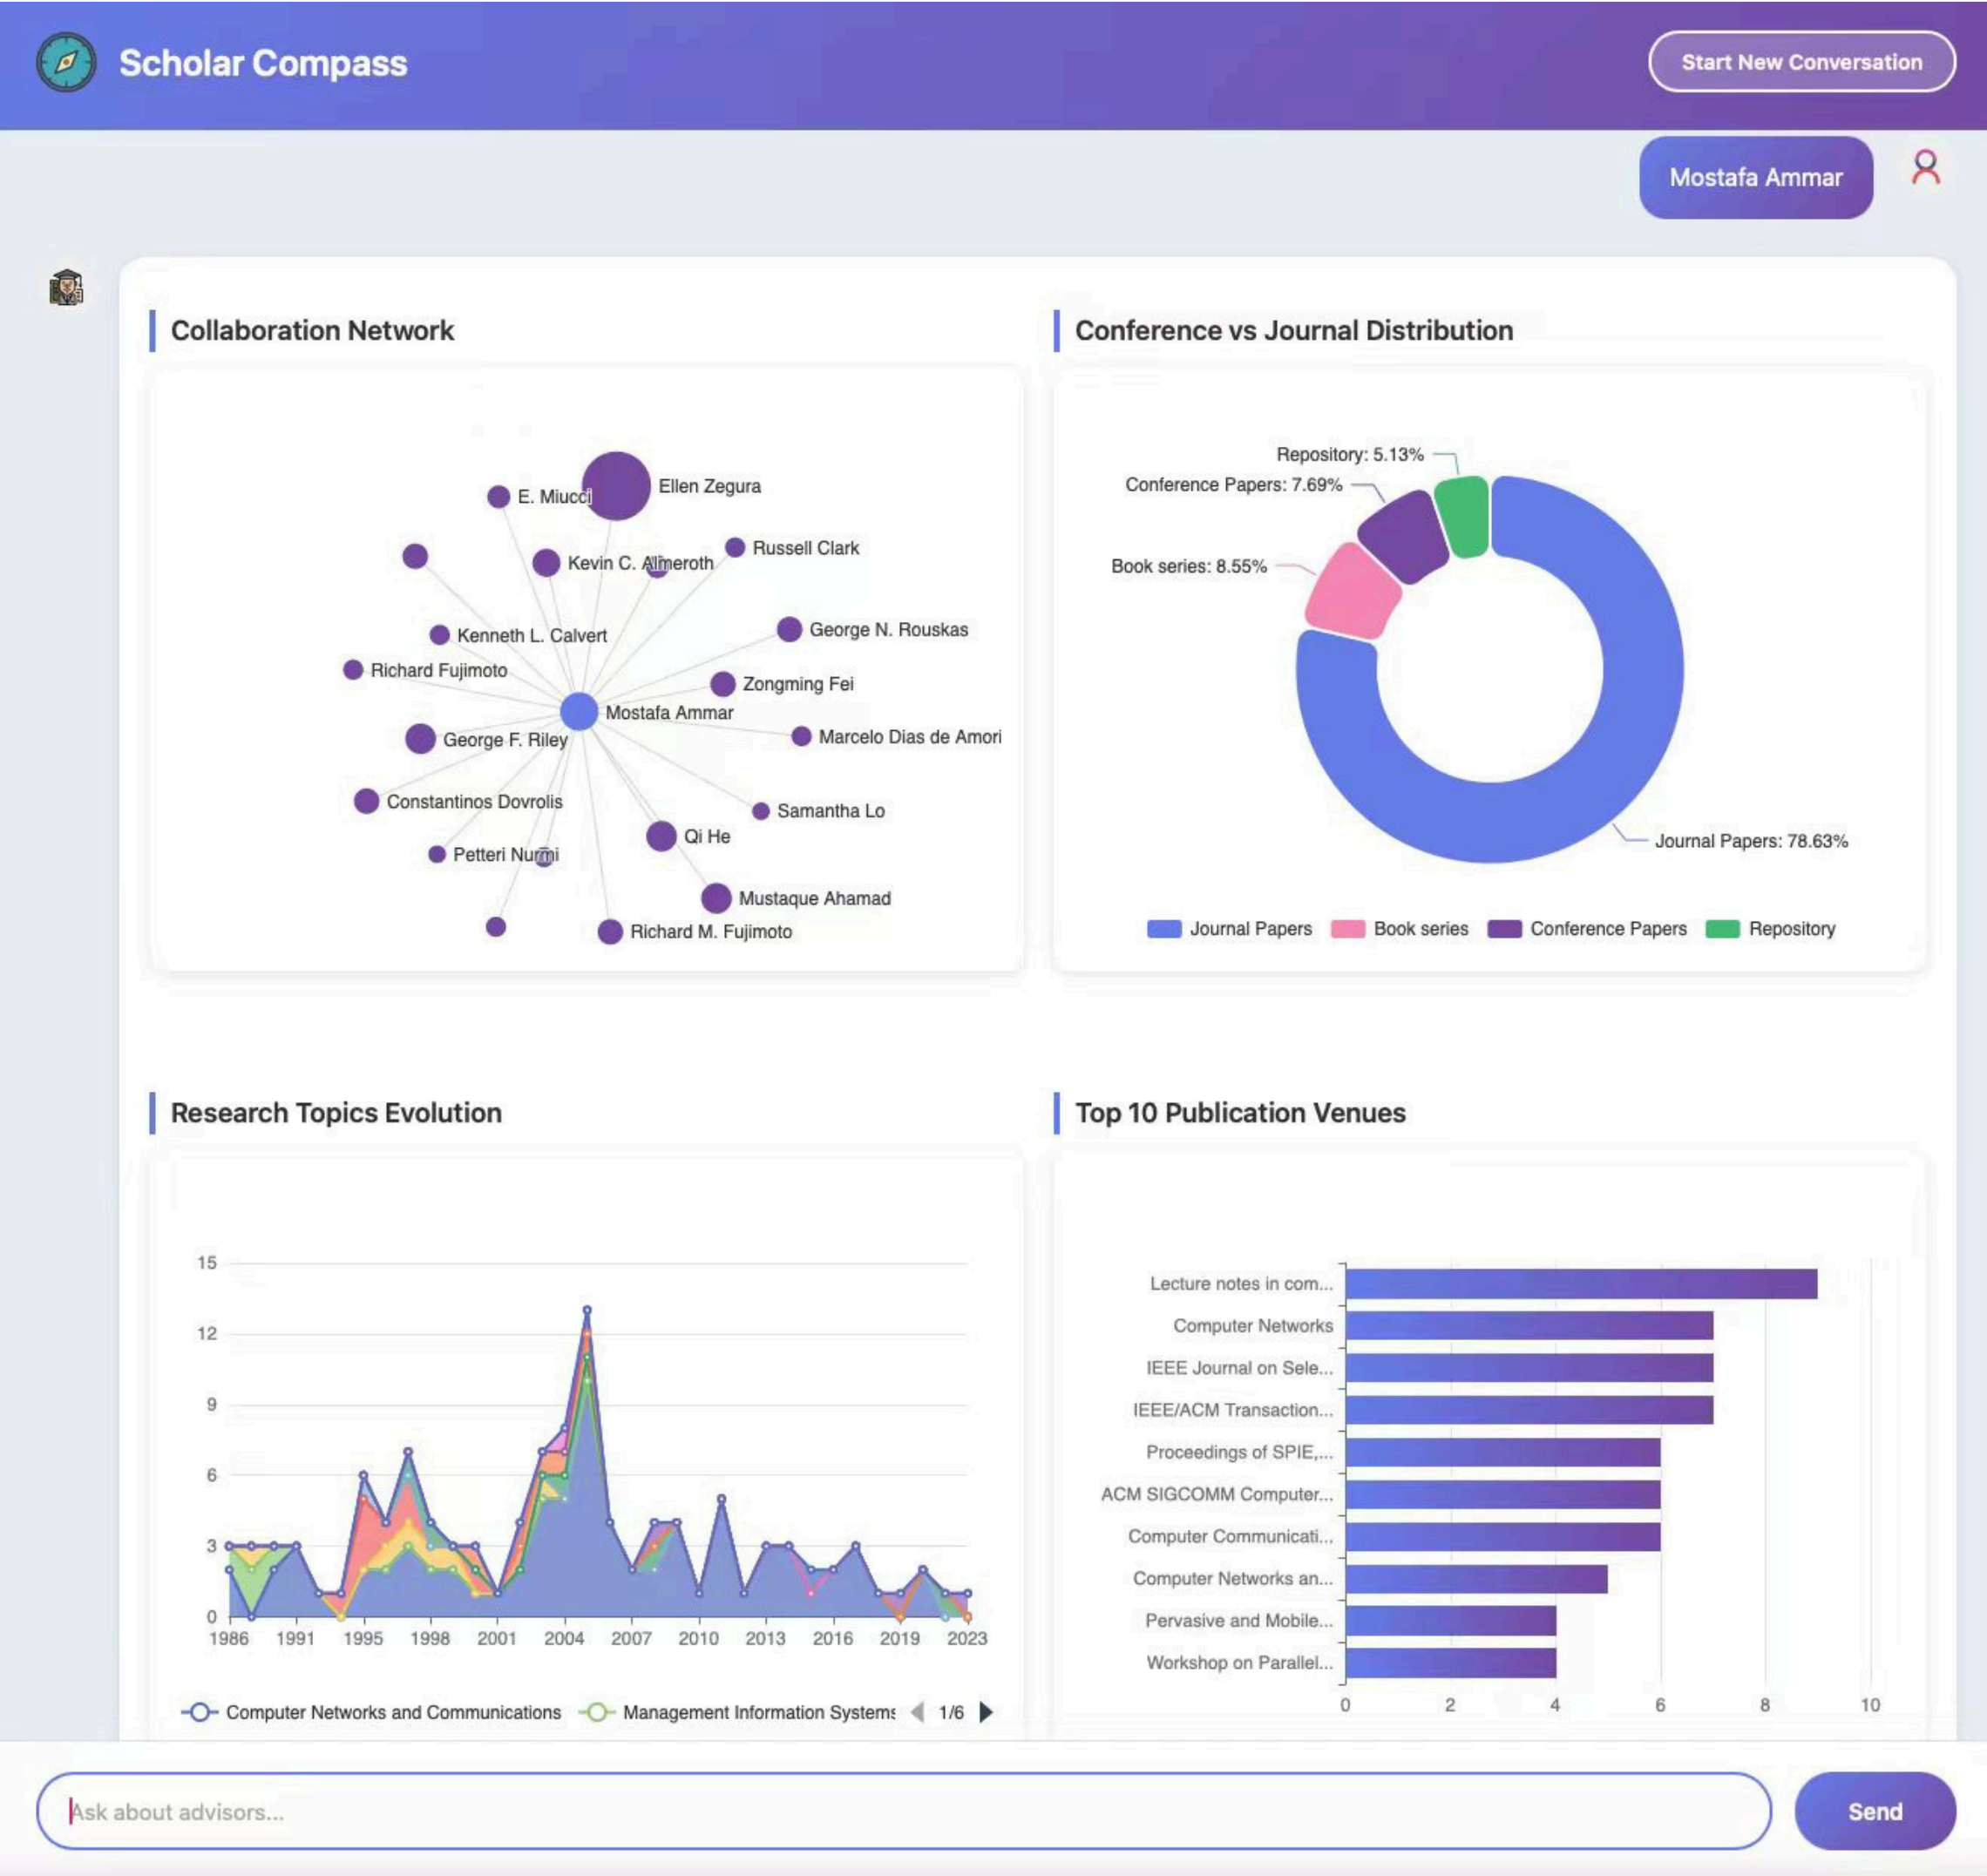 Scholar Compass
Start New Conversation
Mostafa Ammar
Collaboration Network
Ellen Zegura
E. Miucci
Russell Clark
Kevin C. Almeroth
George N. Rouskas
Kenneth L. Calvert
Richard Fujimoto
Zongming Fei
Mostafa Ammar
Marcelo Dias de Amori
George F. Riley
Constantinos Dovrolis
Samantha Lo
Qi He
Petteri Nurmi
Mustaque Ahamad
Richard M. Fujimoto
Conference vs Journal Distribution
Repository: 5.13%
Conference Papers: 7.69%
Book series: 8.55%
Journal Papers: 78.63%
Journal Papers Book series Conference Papers Repository
Research Topics Evolution
15
12
9
6
3
0
1986 1991 1995 1998 2001 2004 2007 2010 2013 2016 2019 2023
Computer Networks and Communications Management Information Systems 1/6
Top 10 Publication Venues
Lecture notes in com...
Computer Networks
IEEE Journal on Sele...
IEEE/ACM Transaction...
Proceedings of SPIE,...
ACM SIGCOMM Computer...
Computer Communicati...
Computer Networks an...
Pervasive and Mobile...
Workshop on Parallel...
0 2 4 6 8 10
Ask about advisors...
Send